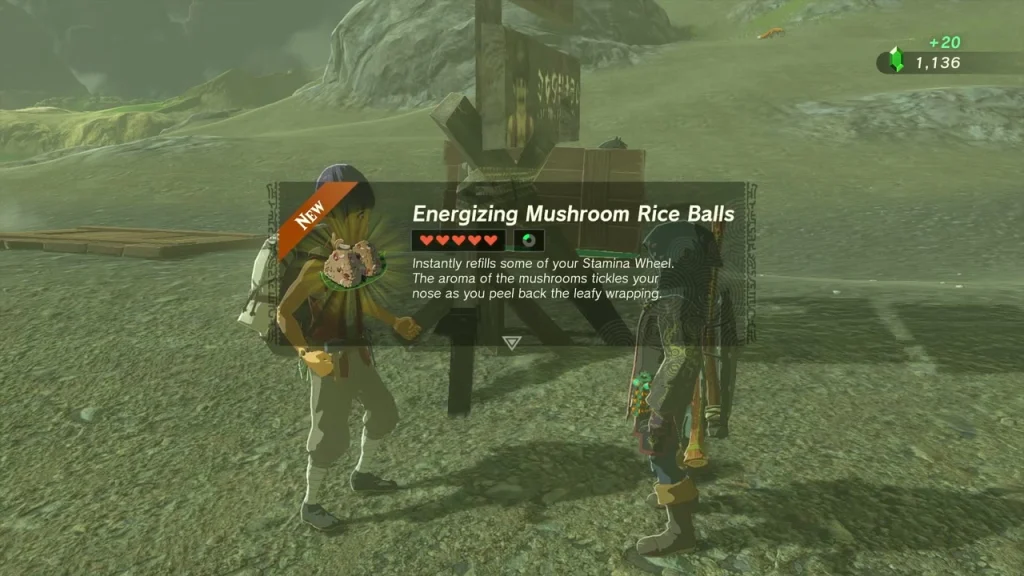 +20
1,136
NEW
Energizing Mushroom Rice Balls
Instantly refills some of your Stamina Wheel.
The aroma of the mushrooms tickles your
nose as you peel back the leafy wrapping.